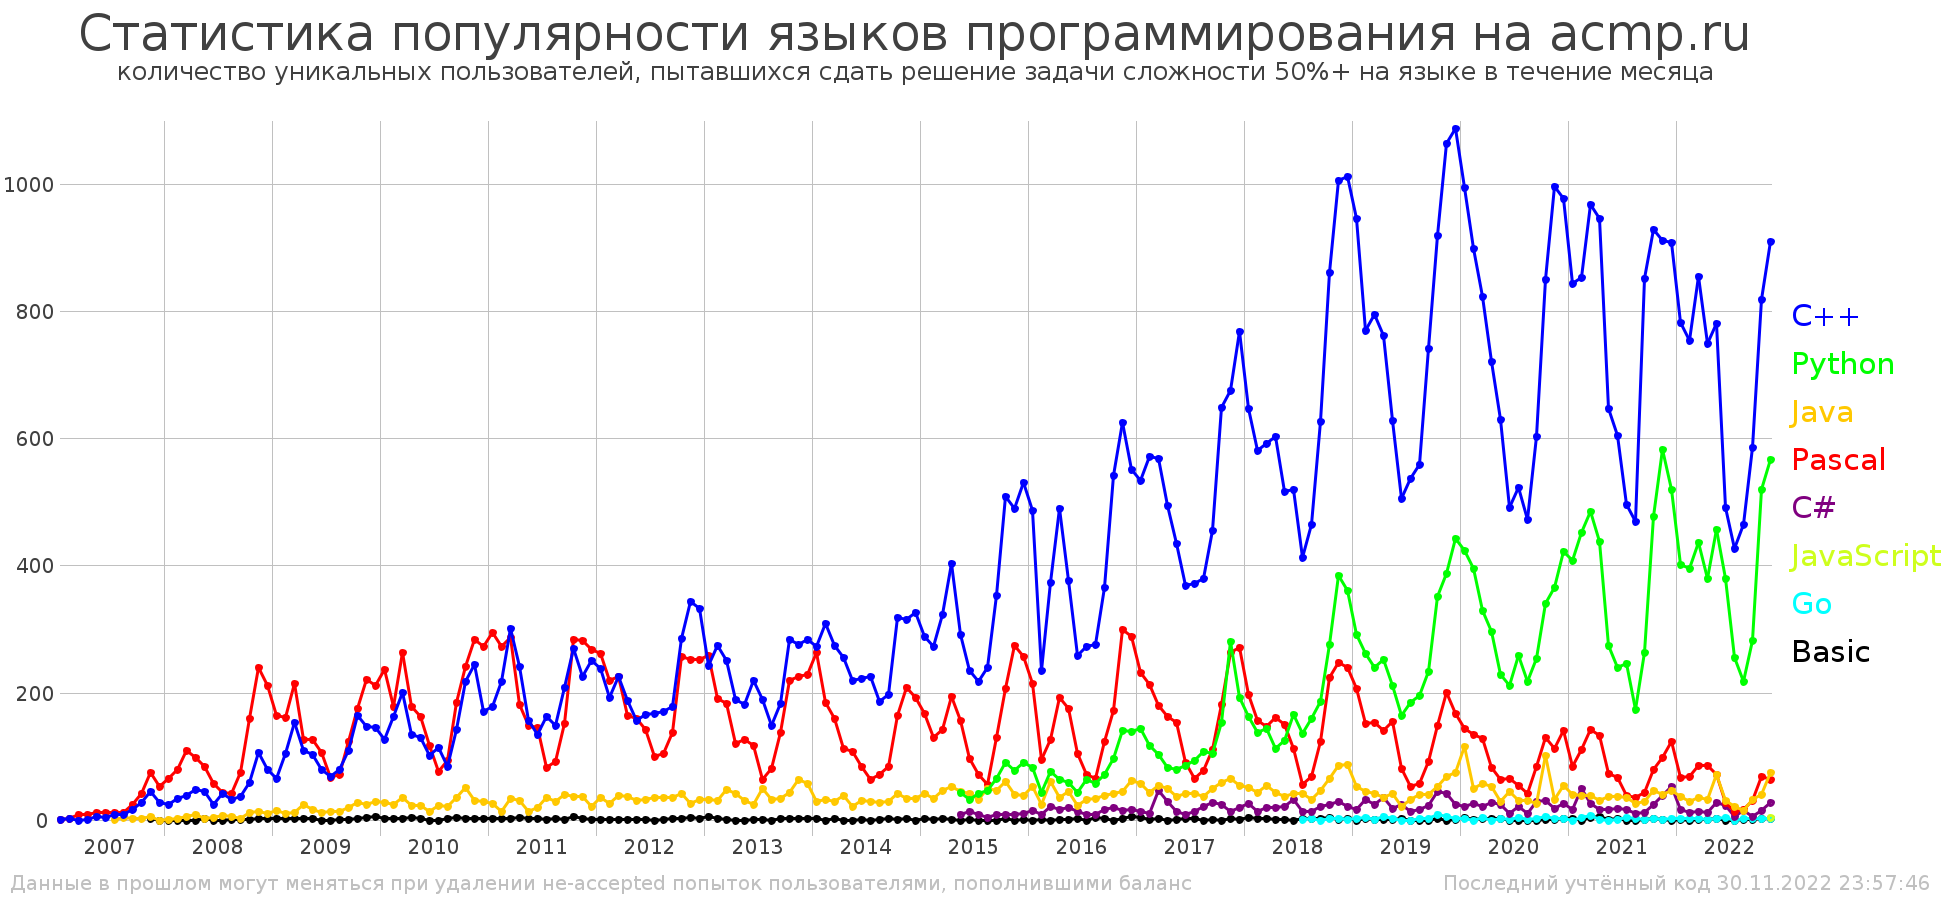 Статистика популярности языков программирования на acmp.ru
количество уникальных пользователей, пытавшихся сдать решение задачи сложности 50%+ на языке в течение месяца
1000
800
600
400
200
0
C++
Python
Java
Pascal
C#
JavaScript
Go
Basic
2007 2008 2009 2010 2011 2012 2013 2014 2015 2016 2017 2018 2019 2020 2021 2022
Данные в прошлом могут меняться при удалении не-accepted попыток пользователями, пополнившими баланс
Последний учтённый код 30.11.2022 23:57:46